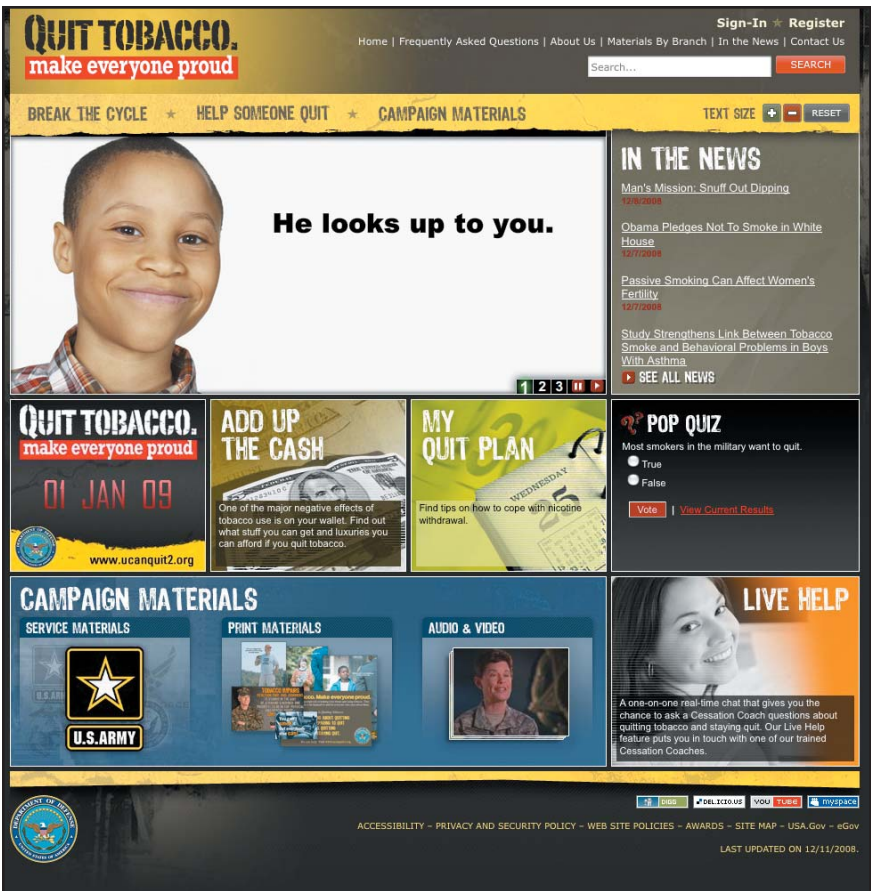 QUIT TOBACCO.
make everyone proud
Sign-In ★ Register
Home | Frequently Asked Questions | About Us | Materials By Branch | In the News | Contact Us
Search...
SEARCH
BREAK THE CYCLE ★ HELP SOMEONE QUIT ★ CAMPAIGN MATERIALS
TEXT SIZE + - RESET
He looks up to you.
1 2 3
IN THE NEWS
Man's Mission: Snuff Out Dipping
12/8/2008
Obama Pledges Not To Smoke in White
House
12/7/2008
Passive Smoking Can Affect Women's
Fertility
12/7/2008
Study Strengthens Link Between Tobacco
Smoke and Behavioral Problems in Boys
With Asthma
SEE ALL NEWS
QUIT TOBACCO.
make everyone proud
01 JAN 09
www.ucanquit2.org
ADD UP
THE CASH
One of the major negative effects of
tobacco use is on your wallet. Find out
what stuff you can get and luxuries you
can afford if you quit tobacco.
MY
QUIT PLAN
WEDNESDAY
25
Find tips on how to cope with nicotine
withdrawal.
POP QUIZ
Most smokers in the military want to quit.
True
False
Vote | View Current Results
CAMPAIGN MATERIALS
SERVICE MATERIALS
U.S.ARMY
PRINT MATERIALS
Make everyone proud.
AUDIO & VIDEO
LIVE HELP
A one-on-one real-time chat that gives you the
chance to ask a Cessation Coach questions about
quitting tobacco and staying quit. Our Live Help
feature puts you in touch with one of our trained
Cessation Coaches.
DEPARTMENT OF DEFENSE
UNITED STATES OF AMERICA
DIGG DEL.ICIO.US YOU TUBE myspace
ACCESSIBILITY – PRIVACY AND SECURITY POLICY – WEB SITE POLICIES – AWARDS – SITE MAP – USA.Gov – eGov
LAST UPDATED ON 12/11/2008.